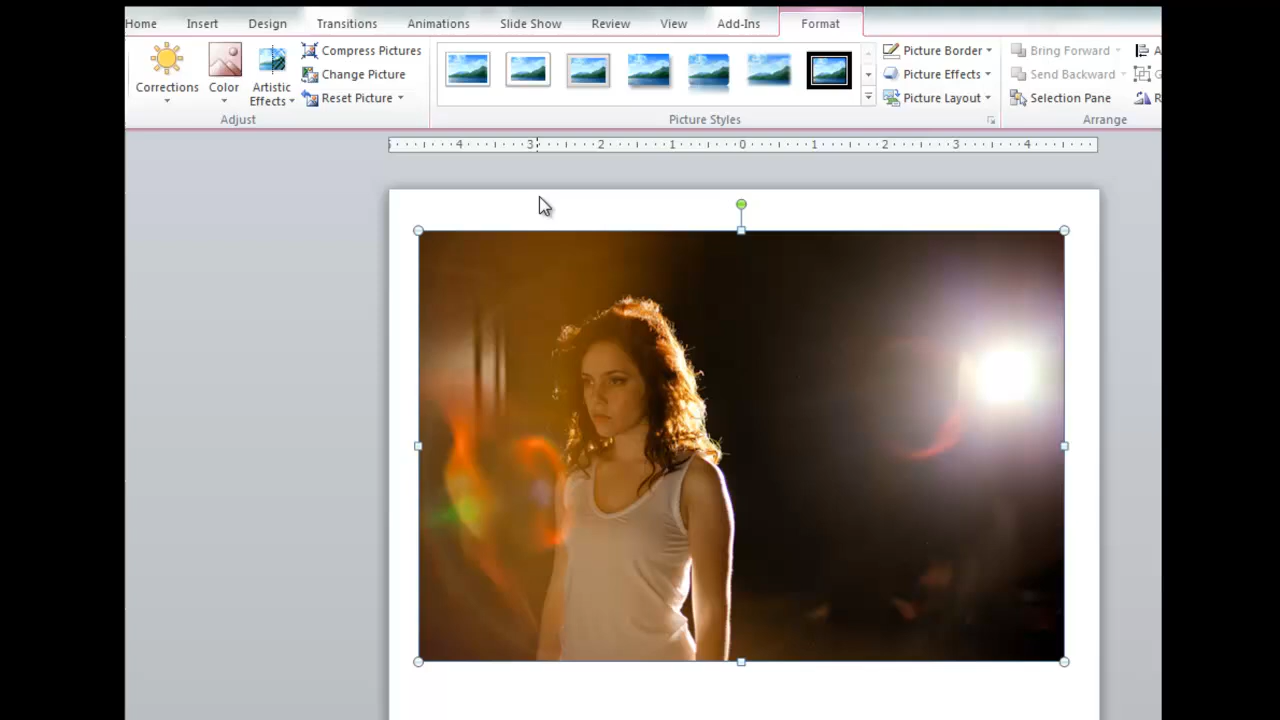 Home Insert Design Transitions Animations Slide Show Review View Add-Ins Format
Corrections Color Artistic Effects
Compress Pictures
Change Picture
Reset Picture
Picture Border
Picture Effects
Picture Layout
Bring Forward
Send Backward
Selection Pane
A
G
R
Adjust Picture Styles Arrange
4 3 2 1 0 1 2 3 4